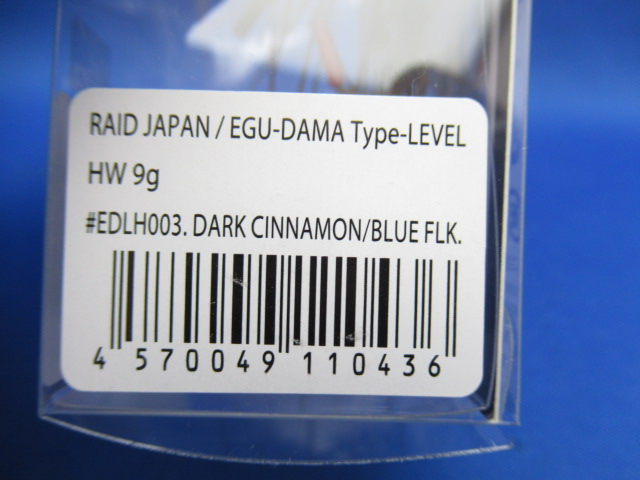 RAID JAPAN / EGU-DAMA Type-LEVEL
HW 9g
#EDLH003. DARK CINNAMON/BLUE FLK.
4 570049 110436